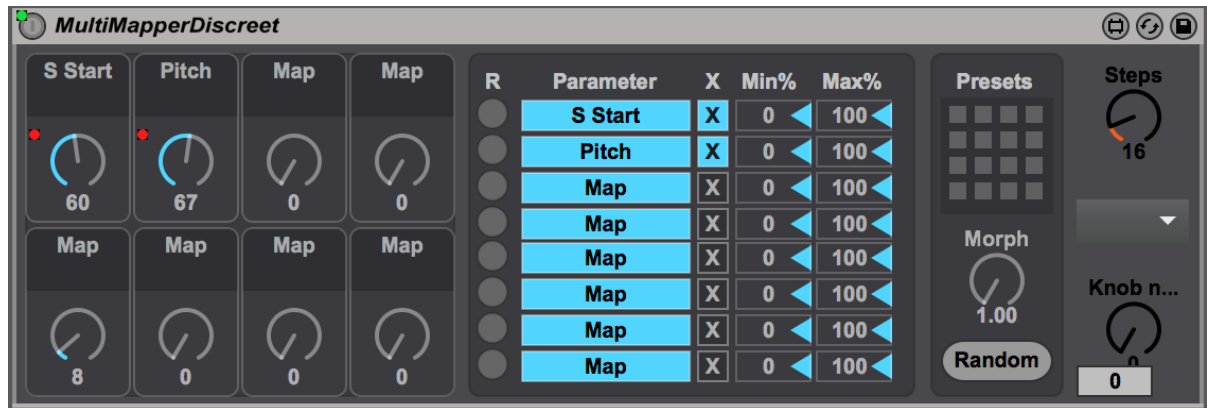 MultiMapperDiscreet
S Start Pitch Map Map
60 67 0 0
Map Map Map Map
8 0 0 0
R Parameter X Min% Max%
S Start X 0 100
Pitch X 0 100
Map X 0 100
Map X 0 100
Map X 0 100
Map X 0 100
Map X 0 100
Map X 0 100
Presets
Morph
1.00
Random
Steps
16
Knob n...
0
0